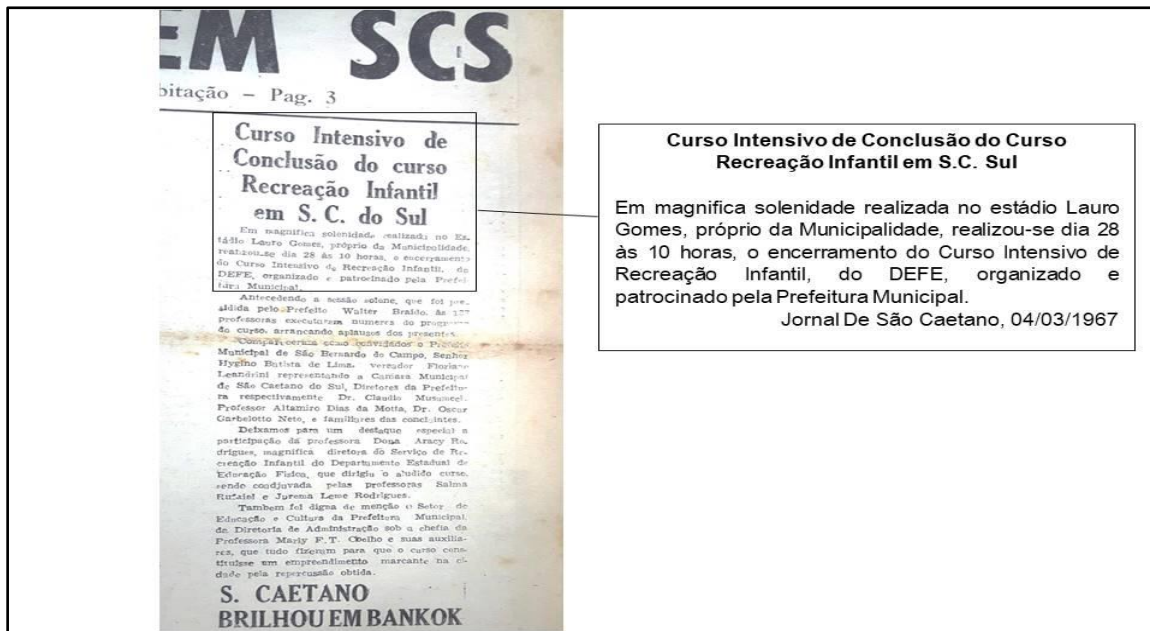 EM SCS
bitação – Pag. 3
Curso Intensivo de
Conclusão do curso
Recreação Infantil
em S. C. do Sul
Em magnifica solenidade realizada no Es-
tádio Lauro Gomes, próprio da Municipalidade,
realizou-se dia 28 às 10 horas, o encerramento
do Curso Intensivo de Recreação Infantil, do
DEFE, organizado e patrocinado pela Prefei-
tura Municipal.
Antecedendo a sessão solene, que foi pre-
sidida pelo Prefeito Walter Braido, às
professoras executaram numeros do programa
do curso, arrancando aplausos dos presentes.
Compareceram como convidados o Prefeito
Municipal de São Bernardo do Campo, Senhor
Hygino Batista de Lima, vereador Floriano
Leandrini representando a Camara Municipal
de São Caetano do Sul, Diretores da Prefeitu-
ra respectivamente Dr. Claudio Musumeci,
Professor Altamiro Dias da Motta, Dr. Oscar
Garbelotto Neto, e familiares das concluintes.
Deixamos para um destaque especial a
participação da professora Dona Aracy Ro-
drigues, magnifica diretora do Serviço de Re-
creação Infantil do Departamento Estadual de
Educação Fisica, que dirigiu o aludido curso,
sendo coadjuvada pelas professoras Salma
e Jurema Leme Rodrigues.
Tambem foi digna de menção o Setor de
Educação e Cultura da Prefeitura Municipal,
da Diretoria de Administração sob a chefia da
Professora Marly F. T. Coelho e suas auxilia-
res, que tudo fizeram para que o curso cons-
tituisse um empreendimento marcante na ci-
dade pela repercussão obtida.
S. CAETANO
BRILHOU EM BANKOK
Curso Intensivo de Conclusão do Curso
Recreação Infantil em S.C. Sul
Em magnifica solenidade realizada no estádio Lauro
Gomes, próprio da Municipalidade, realizou-se dia 28
às 10 horas, o encerramento do Curso Intensivo de
Recreação Infantil, do DEFE, organizado e
patrocinado pela Prefeitura Municipal.
Jornal De São Caetano, 04/03/1967